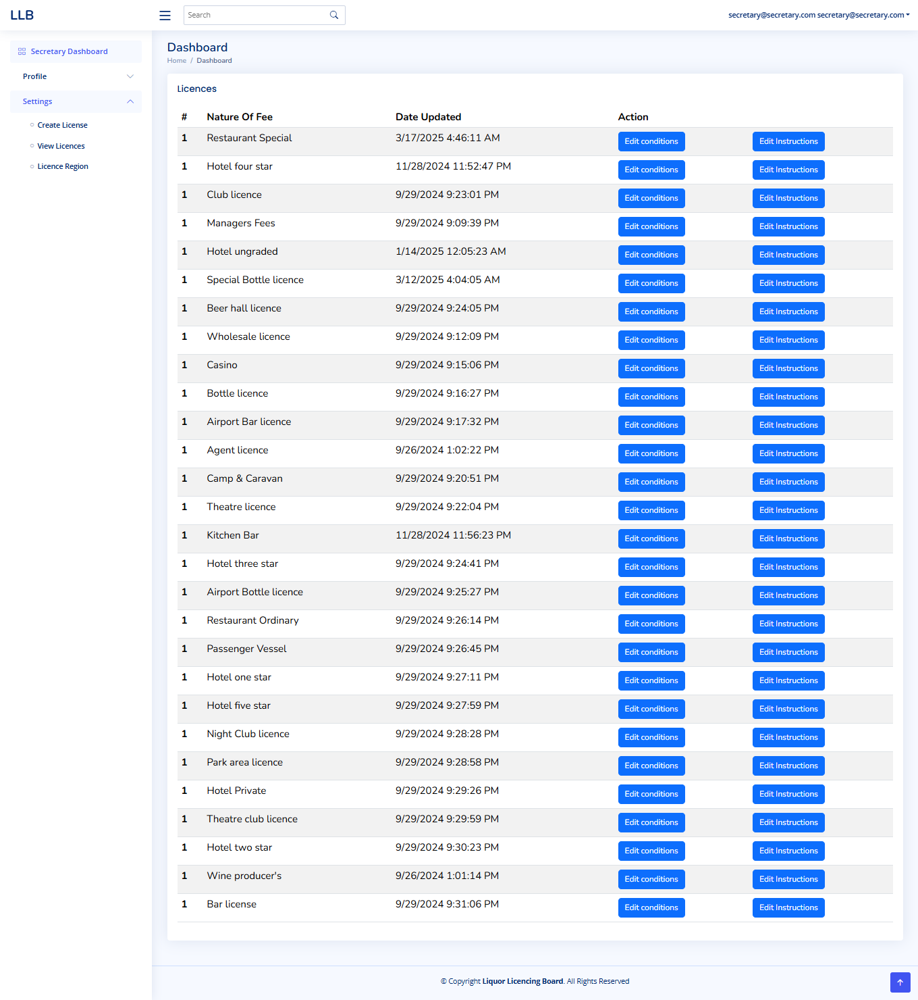 LLB
Search
secretary@secretary.com secretary@secretary.com
Secretary Dashboard
Profile
Settings
Create License
View Licences
Licence Region
Dashboard
Home / Dashboard
Licences
# Nature Of Fee Date Updated Action
1 Restaurant Special 3/17/2025 4:46:11 AM Edit conditions Edit Instructions
1 Hotel four star 11/28/2024 11:52:47 PM Edit conditions Edit Instructions
1 Club licence 9/29/2024 9:23:01 PM Edit conditions Edit Instructions
1 Managers Fees 9/29/2024 9:09:39 PM Edit conditions Edit Instructions
1 Hotel ungraded 1/14/2025 12:05:23 AM Edit conditions Edit Instructions
1 Special Bottle licence 3/12/2025 4:04:05 AM Edit conditions Edit Instructions
1 Beer hall licence 9/29/2024 9:24:05 PM Edit conditions Edit Instructions
1 Wholesale licence 9/29/2024 9:12:09 PM Edit conditions Edit Instructions
1 Casino 9/29/2024 9:15:06 PM Edit conditions Edit Instructions
1 Bottle licence 9/29/2024 9:16:27 PM Edit conditions Edit Instructions
1 Airport Bar licence 9/29/2024 9:17:32 PM Edit conditions Edit Instructions
1 Agent licence 9/26/2024 1:02:22 PM Edit conditions Edit Instructions
1 Camp & Caravan 9/29/2024 9:20:51 PM Edit conditions Edit Instructions
1 Theatre licence 9/29/2024 9:22:04 PM Edit conditions Edit Instructions
1 Kitchen Bar 11/28/2024 11:56:23 PM Edit conditions Edit Instructions
1 Hotel three star 9/29/2024 9:24:41 PM Edit conditions Edit Instructions
1 Airport Bottle licence 9/29/2024 9:25:27 PM Edit conditions Edit Instructions
1 Restaurant Ordinary 9/29/2024 9:26:14 PM Edit conditions Edit Instructions
1 Passenger Vessel 9/29/2024 9:26:45 PM Edit conditions Edit Instructions
1 Hotel one star 9/29/2024 9:27:11 PM Edit conditions Edit Instructions
1 Hotel five star 9/29/2024 9:27:59 PM Edit conditions Edit Instructions
1 Night Club licence 9/29/2024 9:28:28 PM Edit conditions Edit Instructions
1 Park area licence 9/29/2024 9:28:58 PM Edit conditions Edit Instructions
1 Hotel Private 9/29/2024 9:29:26 PM Edit conditions Edit Instructions
1 Theatre club licence 9/29/2024 9:29:59 PM Edit conditions Edit Instructions
1 Hotel two star 9/29/2024 9:30:23 PM Edit conditions Edit Instructions
1 Wine producer's 9/26/2024 1:01:14 PM Edit conditions Edit Instructions
1 Bar license 9/29/2024 9:31:06 PM Edit conditions Edit Instructions
© Copyright Liquor Licencing Board. All Rights Reserved